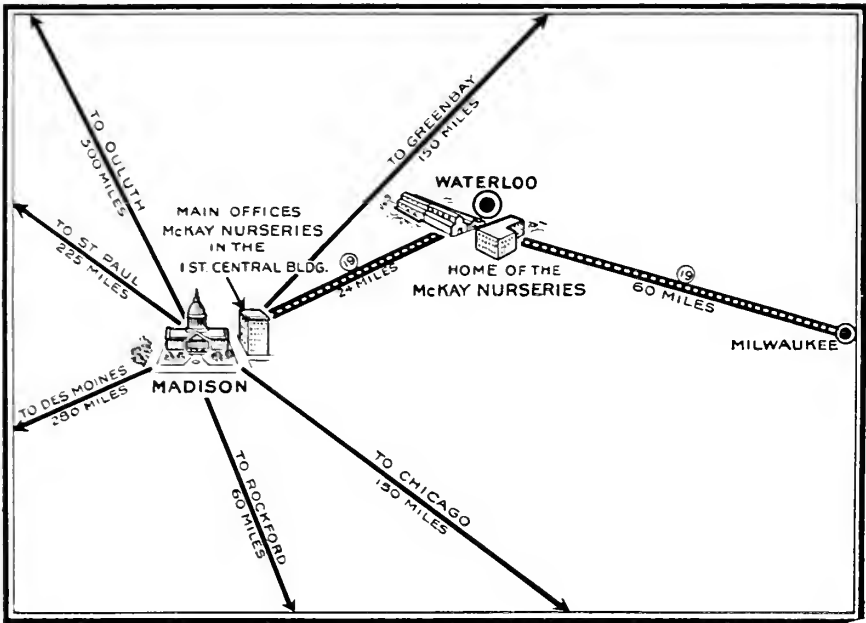 TO DULUTH
300 MILES
TO GREENBAY
150 MILES
WATERLOO
MAIN OFFICES
McKAY NURSERIES
IN THE
1ST. CENTRAL BLDG.
TO ST PAUL
225 MILES
19
24 MILES
HOME OF THE
McKAY NURSERIES
19
60 MILES
MILWAUKEE
MADISON
TO DES MOINES
280 MILES
TO ROCKFORD
60 MILES
TO CHICAGO
150 MILES